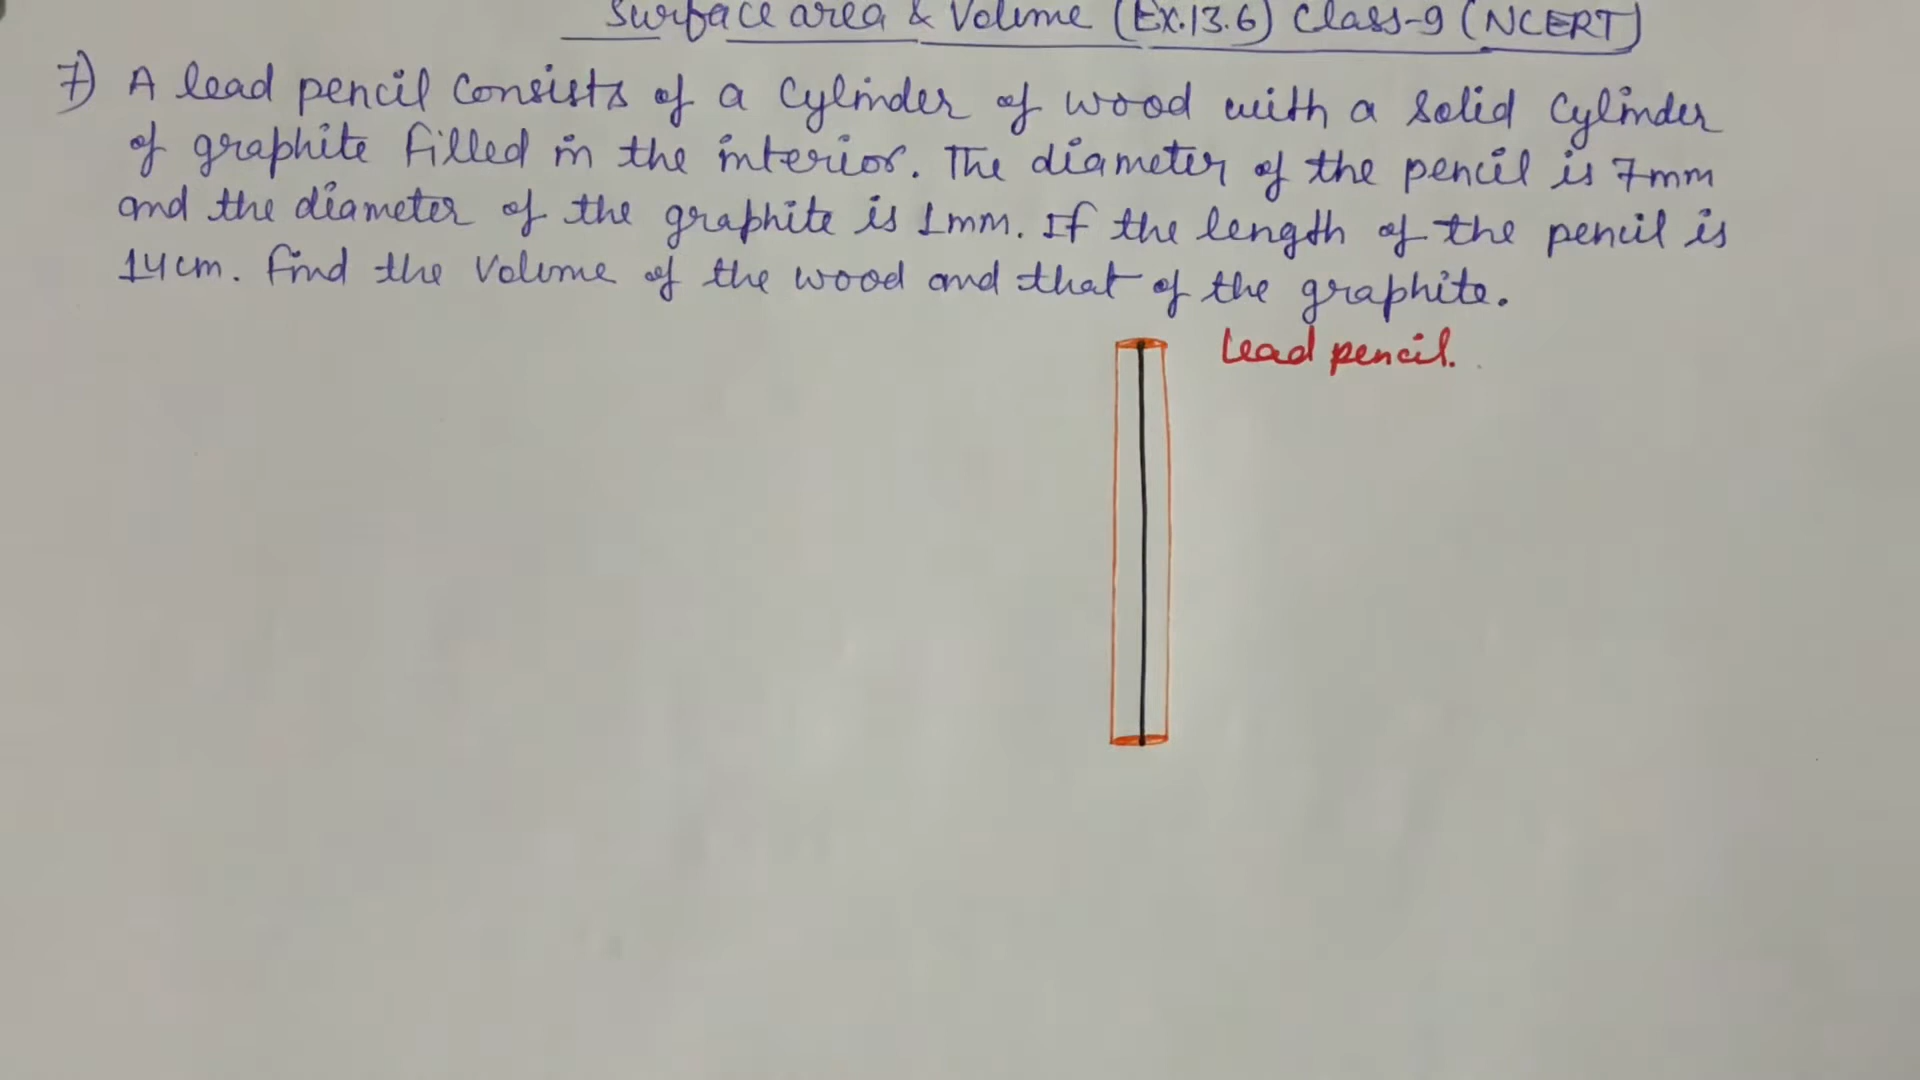 Surface area & Volume (Ex.13.6) Class-9 (NCERT)
7) A lead pencil consists of a cylinder of wood with a solid cylinder
of graphite filled in the interior. The diameter of the pencil is 7mm
and the diameter of the graphite is 1mm. If the length of the pencil is
14cm. Find the Volume of the wood and that of the graphite.
Lead pencil.